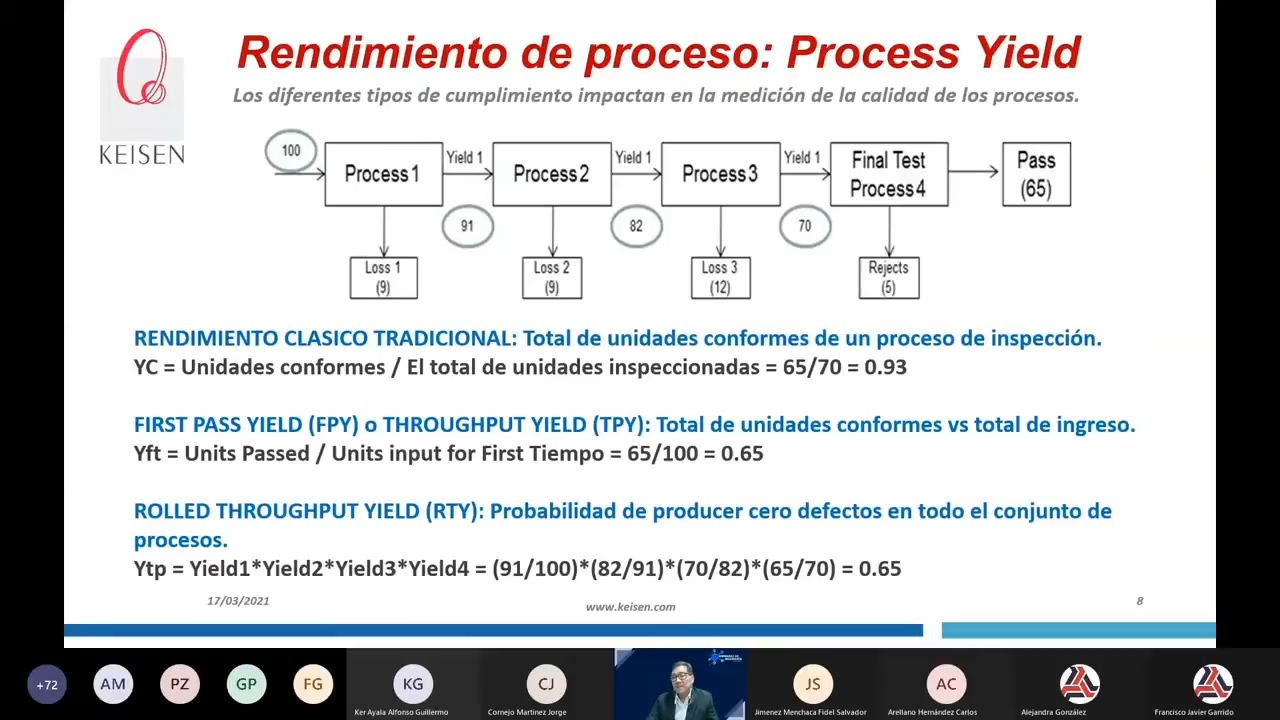 Rendimiento de proceso: Process Yield
Los diferentes tipos de cumplimiento impactan en la medición de la calidad de los procesos.
KEISEN
100
Process 1
Yield 1
Process 2
Yield 1
Process 3
Yield 1
Final Test
Process 4
Pass
(65)
91
82
70
Loss 1
(9)
Loss 2
(9)
Loss 3
(12)
Rejects
(5)
RENDIMIENTO CLASICO TRADICIONAL: Total de unidades conformes de un proceso de inspección.
YC = Unidades conformes / El total de unidades inspeccionadas = 65/70 = 0.93
FIRST PASS YIELD (FPY) o THROUGHPUT YIELD (TPY): Total de unidades conformes vs total de ingreso.
Yft = Units Passed / Units input for First Tiempo = 65/100 = 0.65
ROLLED THROUGHPUT YIELD (RTY): Probabilidad de producer cero defectos en todo el conjunto de
procesos.
Ytp = Yield1*Yield2*Yield3*Yield4 = (91/100)*(82/91)*(70/82)*(65/70) = 0.65
17/03/2021
www.keisen.com
8
+72
AM
PZ
GP
FG
KG
Ker Ayala Alfonso Guillermo
CJ
Cornejo Martinez Jorge
JS
Jimenez Menchaca Fidel Salvador
AC
Arellano Hernández Carlos
Alejandra González
Francisco Javier Garrido